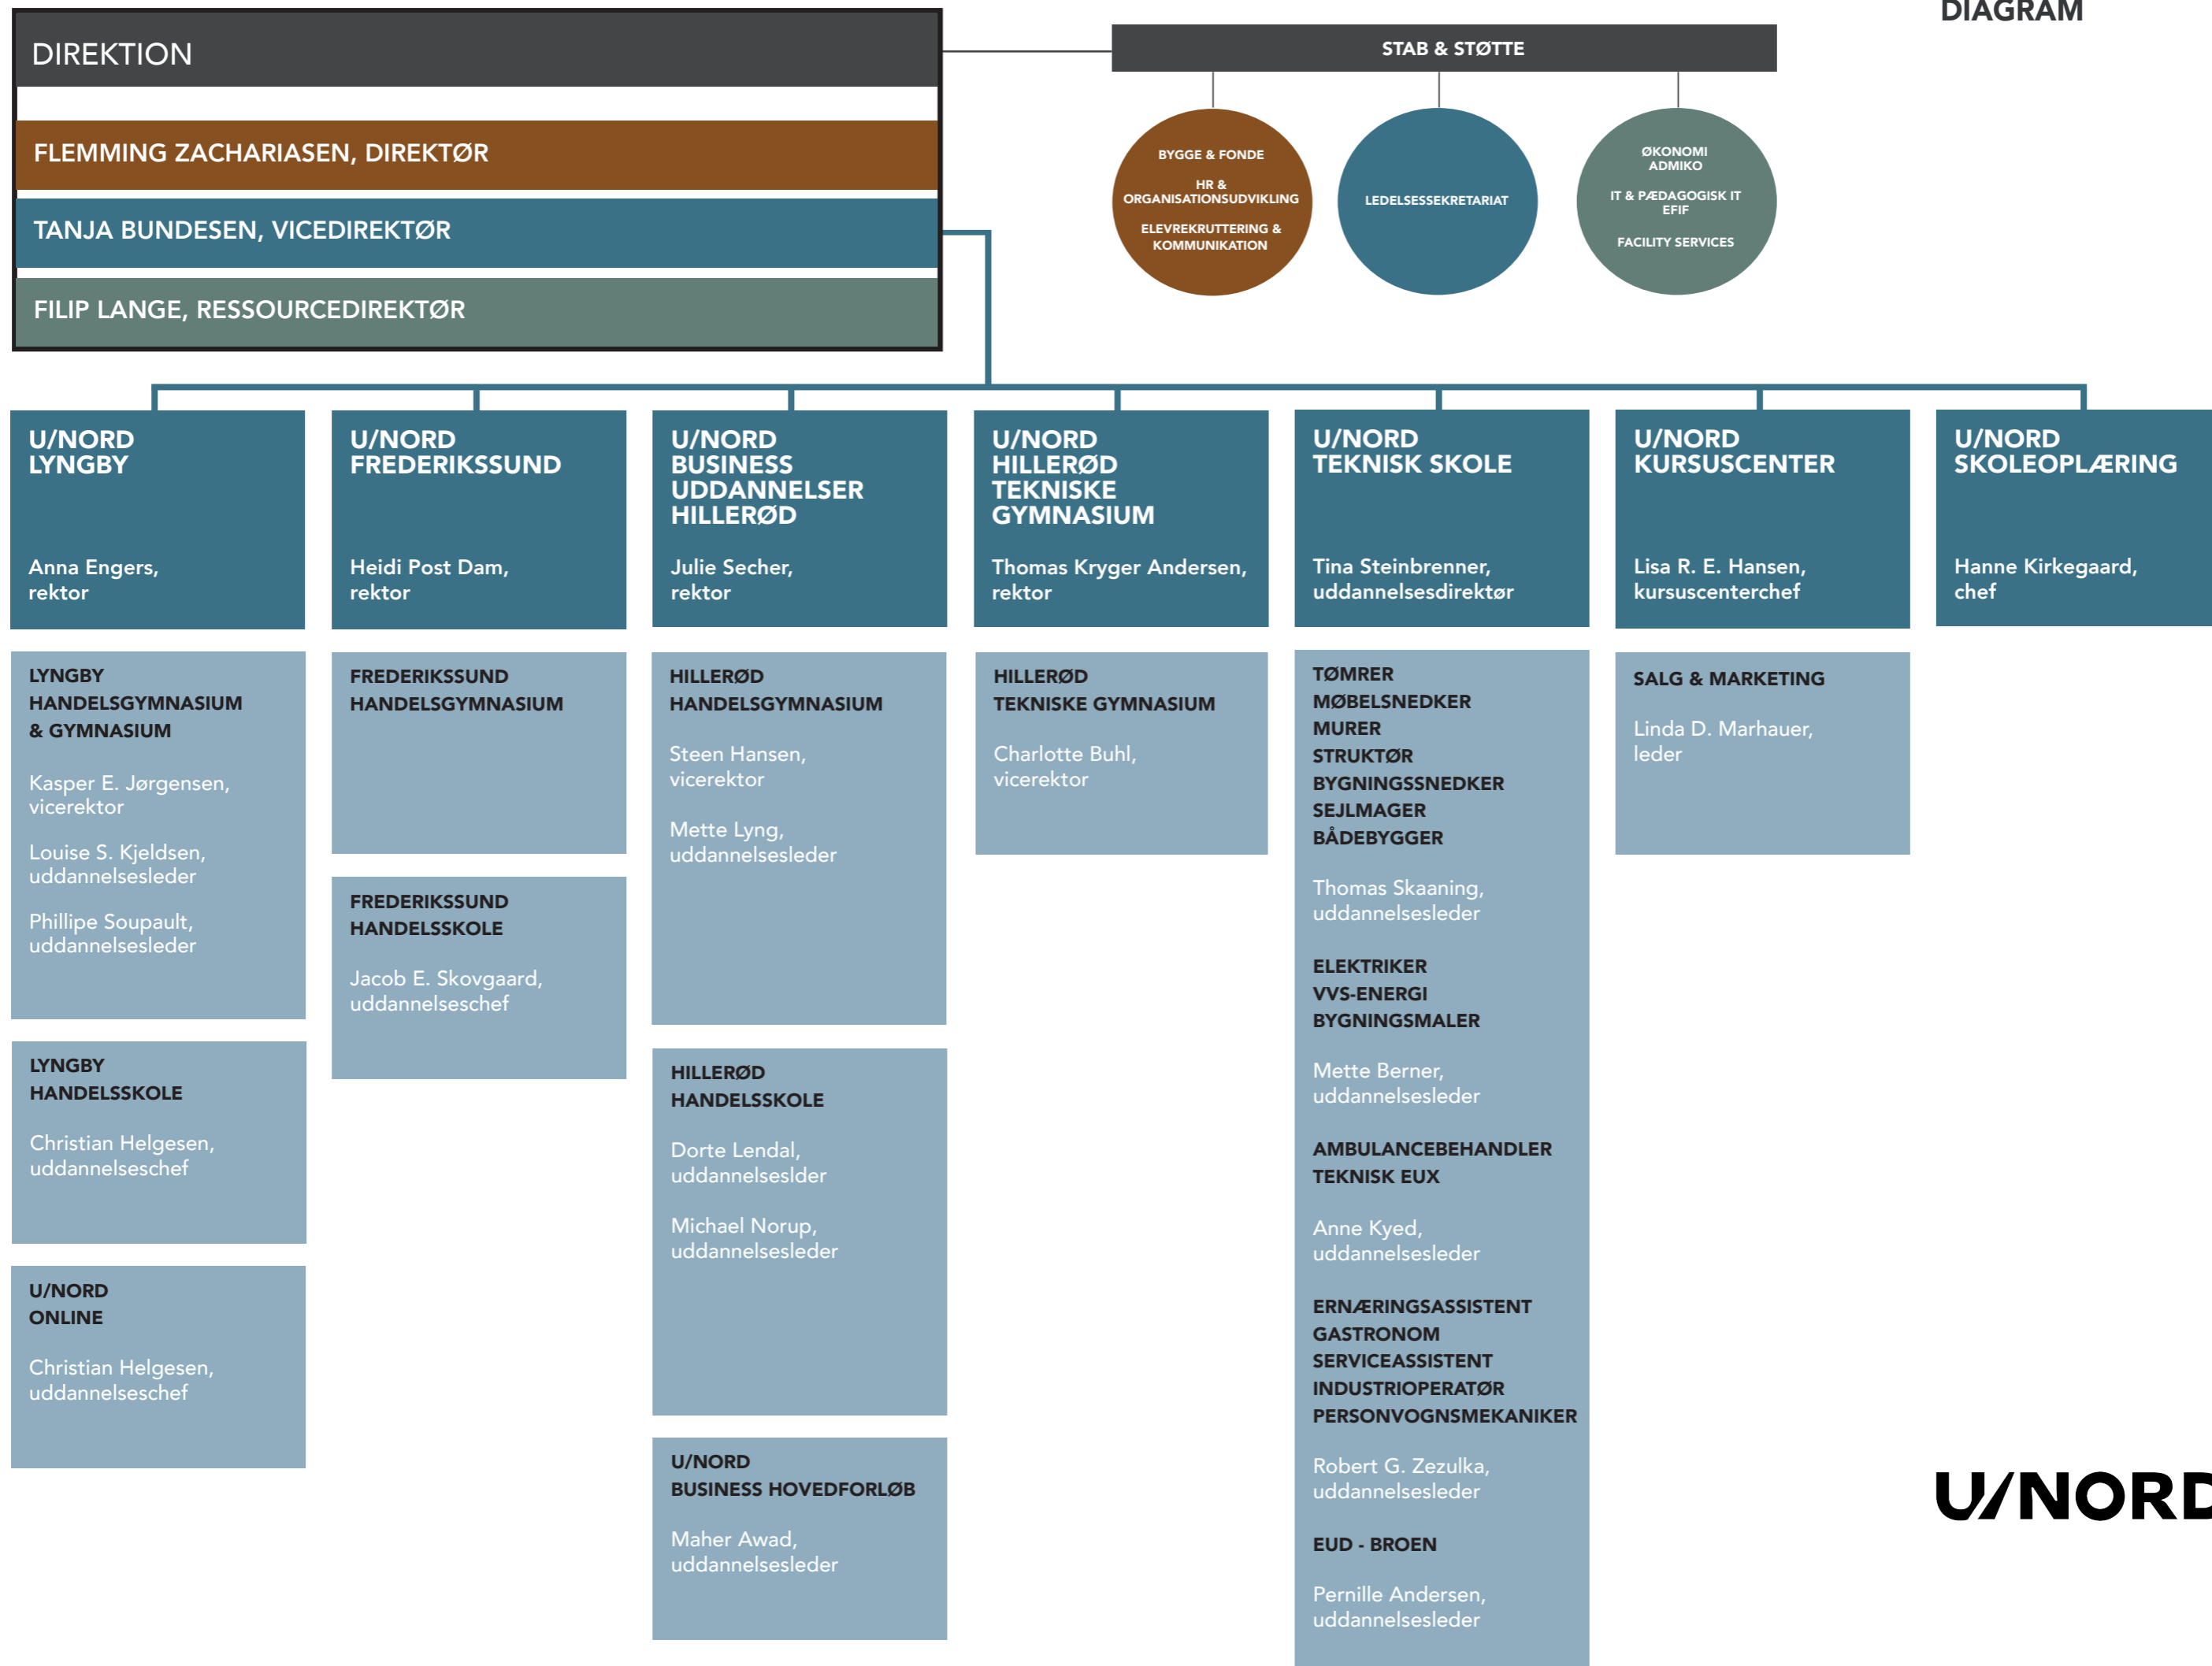 DIAGRAM
DIREKTION
FLEMMING ZACHARIASEN, DIREKTØR
TANJA BUNDESEN, VICEDIREKTØR
FILIP LANGE, RESSOURCEDIREKTØR
STAB & STØTTE
BYGGE & FONDE
HR &
ORGANISATIONSUDVIKLING
ELEVREKRUTTERING &
KOMMUNIKATION
LEDELSESSEKRETARIAT
ØKONOMI
ADMIKO
IT & PÆDAGOGISK IT
EFIF
FACILITY SERVICES
U/NORD
LYNGBY
Anna Engers,
rektor
LYNGBY
HANDELSGYMNASIUM
& GYMNASIUM
Kasper E. Jørgensen,
vicerektor
Louise S. Kjeldsen,
uddannelsesleder
Phillipe Soupault,
uddannelsesleder
LYNGBY
HANDELSSKOLE
Christian Helgesen,
uddannelseschef
U/NORD
ONLINE
Christian Helgesen,
uddannelseschef
U/NORD
FREDERIKSSUND
Heidi Post Dam,
rektor
FREDERIKSSUND
HANDELSGYMNASIUM
FREDERIKSSUND
HANDELSSKOLE
Jacob E. Skovgaard,
uddannelseschef
U/NORD
BUSINESS
UDDANNELSER
HILLERØD
Julie Secher,
rektor
HILLERØD
HANDELSGYMNASIUM
Steen Hansen,
vicerektor
Mette Lyng,
uddannelsesleder
HILLERØD
HANDELSSKOLE
Dorte Lendal,
uddannelseslder
Michael Norup,
uddannelsesleder
U/NORD
BUSINESS HOVEDFORLØB
Maher Awad,
uddannelsesleder
U/NORD
HILLERØD
TEKNISKE
GYMNASIUM
Thomas Kryger Andersen,
rektor
HILLERØD
TEKNISKE GYMNASIUM
Charlotte Buhl,
vicerektor
U/NORD
TEKNISK SKOLE
Tina Steinbrenner,
uddannelsesdirektør
TØMRER
MØBELSNEDKER
MURER
STRUKTØR
BYGNINGSSNEDKER
SEJLMAGER
BÅDEBYGGER
Thomas Skaaning,
uddannelsesleder
ELEKTRIKER
VVS-ENERGI
BYGNINGSMALER
Mette Berner,
uddannelsesleder
AMBULANCEBEHANDLER
TEKNISK EUX
Anne Kyed,
uddannelsesleder
ERNÆRINGSASSISTENT
GASTRONOM
SERVICEASSISTENT
INDUSTRIOPERATØR
PERSONVOGNSMEKANIKER
Robert G. Zezulka,
uddannelsesleder
EUD - BROEN
Pernille Andersen,
uddannelsesleder
U/NORD
KURSUSCENTER
Lisa R. E. Hansen,
kursuscenterchef
SALG & MARKETING
Linda D. Marhauer,
leder
U/NORD
SKOLEOPLÆRING
Hanne Kirkegaard,
chef
U/NORD